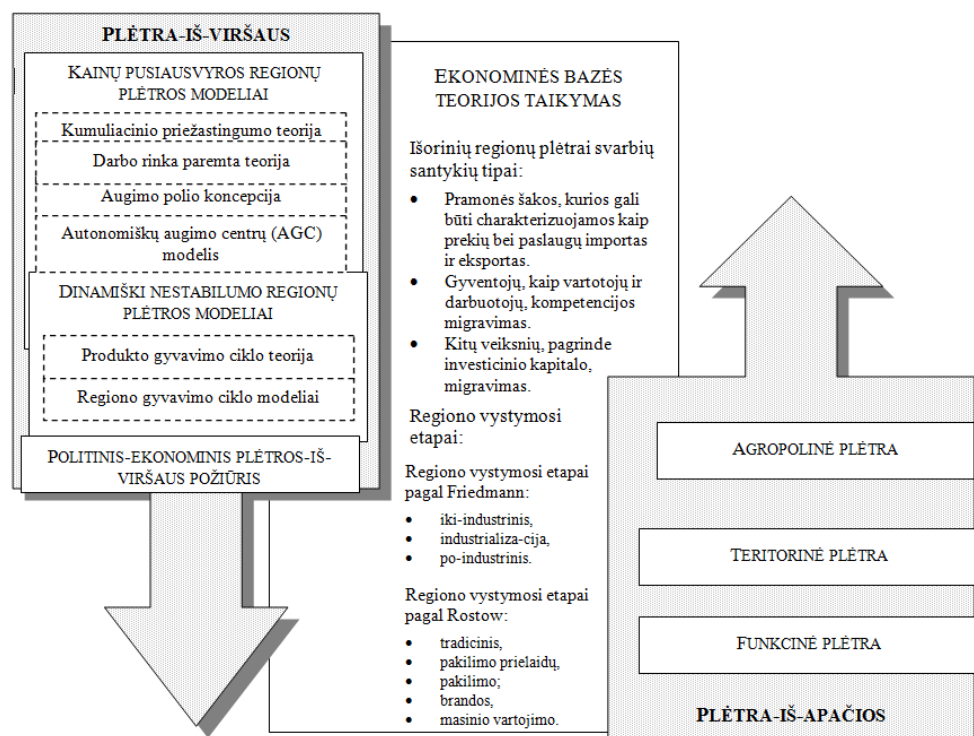 PLĖTRA-IŠ-VIRŠAUS
KAINŲ PUSIAUSVYROS REGIONŲ
PLĖTROS MODELIAI
Kumuliacinio priežastingumo teorija
Darbo rinka paremta teorija
Augimo polio koncepcija
Autonomiškų augimo centrų (AGC)
modelis
DINAMIŠKI NESTABILUMO REGIONŲ
PLĖTROS MODELIAI
Produkto gyvavimo ciklo teorija
Regiono gyvavimo ciklo modeliai
POLITINIS-EKONOMINIS PLĖTROS-IŠ-
VIRŠAUS POŽIŪRIS
EKONOMINĖS BAZĖS
TEORIJOS TAIKYMAS
Išorinių regionų plėtrai svarbių
santykių tipai:
• Pramonės šakos, kurios gali
būti charakterizuojamos kaip
prekių bei paslaugų importas
ir eksportas.
• Gyventojų, kaip vartotojų ir
darbuotojų, kompetencijos
migravimas.
• Kitų veiksnių, pagrinde
investicinio kapitalo,
migravimas.
Regiono vystymosi
etapai:
Regiono vystymosi etapai
pagal Friedmann:
• iki-industrinis,
• industrializa-cija,
• po-industrinis.
Regiono vystymosi etapai
pagal Rostow:
• tradicinis,
• pakilimo prielaidų,
• pakilimo;
• brandos,
• masinio vartojimo.
AGROPOLINĖ PLĖTRA
TERITORINĖ PLĖTRA
FUNKCINĖ PLĖTRA
PLĖTRA-IŠ-APAČIOS